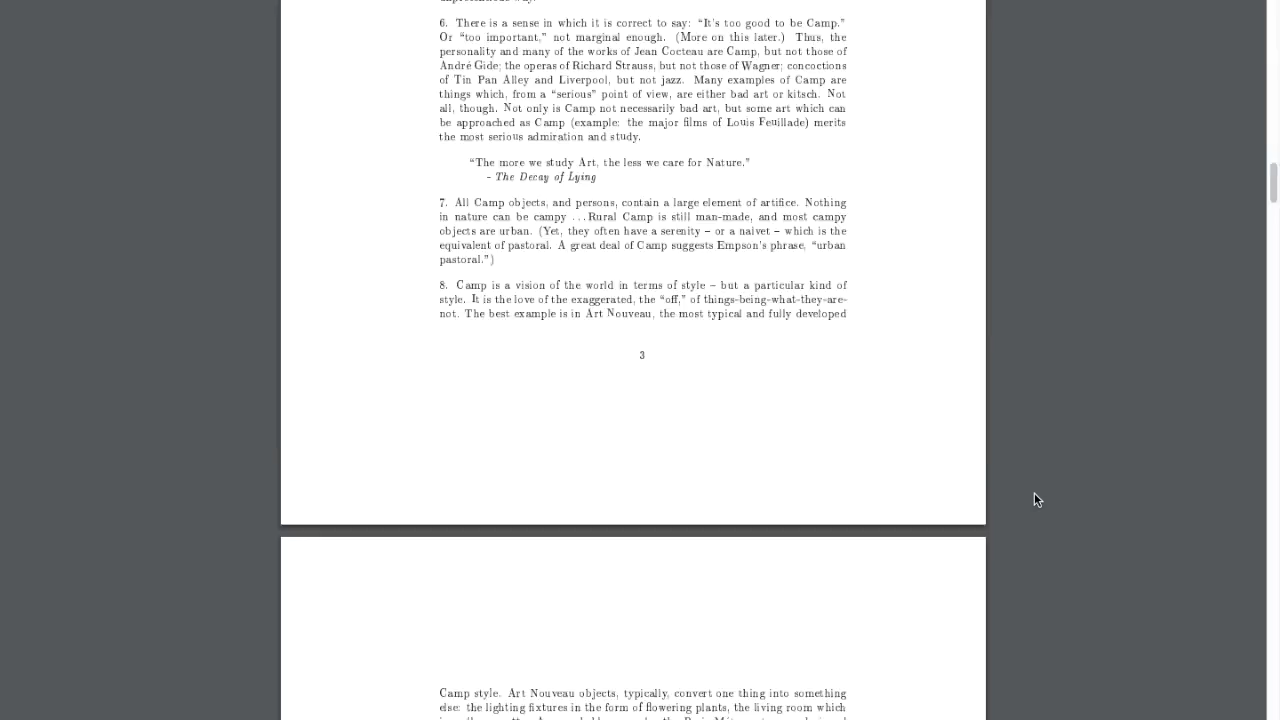 6. There is a sense in which it is correct to say: “It's too good to be Camp.”
Or “too important,” not marginal enough. (More on this later.) Thus, the
personality and many of the works of Jean Cocteau are Camp, but not those of
André Gide; the operas of Richard Strauss, but not those of Wagner; concoctions
of Tin Pan Alley and Liverpool, but not jazz. Many examples of Camp are
things which, from a “serious” point of view, are either bad art or kitsch. Not
all, though. Not only is Camp not necessarily bad art, but some art which can
be approached as Camp (example: the major films of Louis Feuillade) merits
the most serious admiration and study.
“The more we study Art, the less we care for Nature.”
- The Decay of Lying
7. All Camp objects, and persons, contain a large element of artifice. Nothing
in nature can be campy ...Rural Camp is still man-made, and most campy
objects are urban. (Yet, they often have a serenity – or a naivet – which is the
equivalent of pastoral. A great deal of Camp suggests Empson's phrase, “urban
pastoral.”)
8. Camp is a vision of the world in terms of style – but a particular kind of
style. It is the love of the exaggerated, the “off,” of things-being-what-they-are-
not. The best example is in Art Nouveau, the most typical and fully developed
3
Camp style. Art Nouveau objects, typically, convert one thing into something
else: the lighting fixtures in the form of flowering plants, the living room which